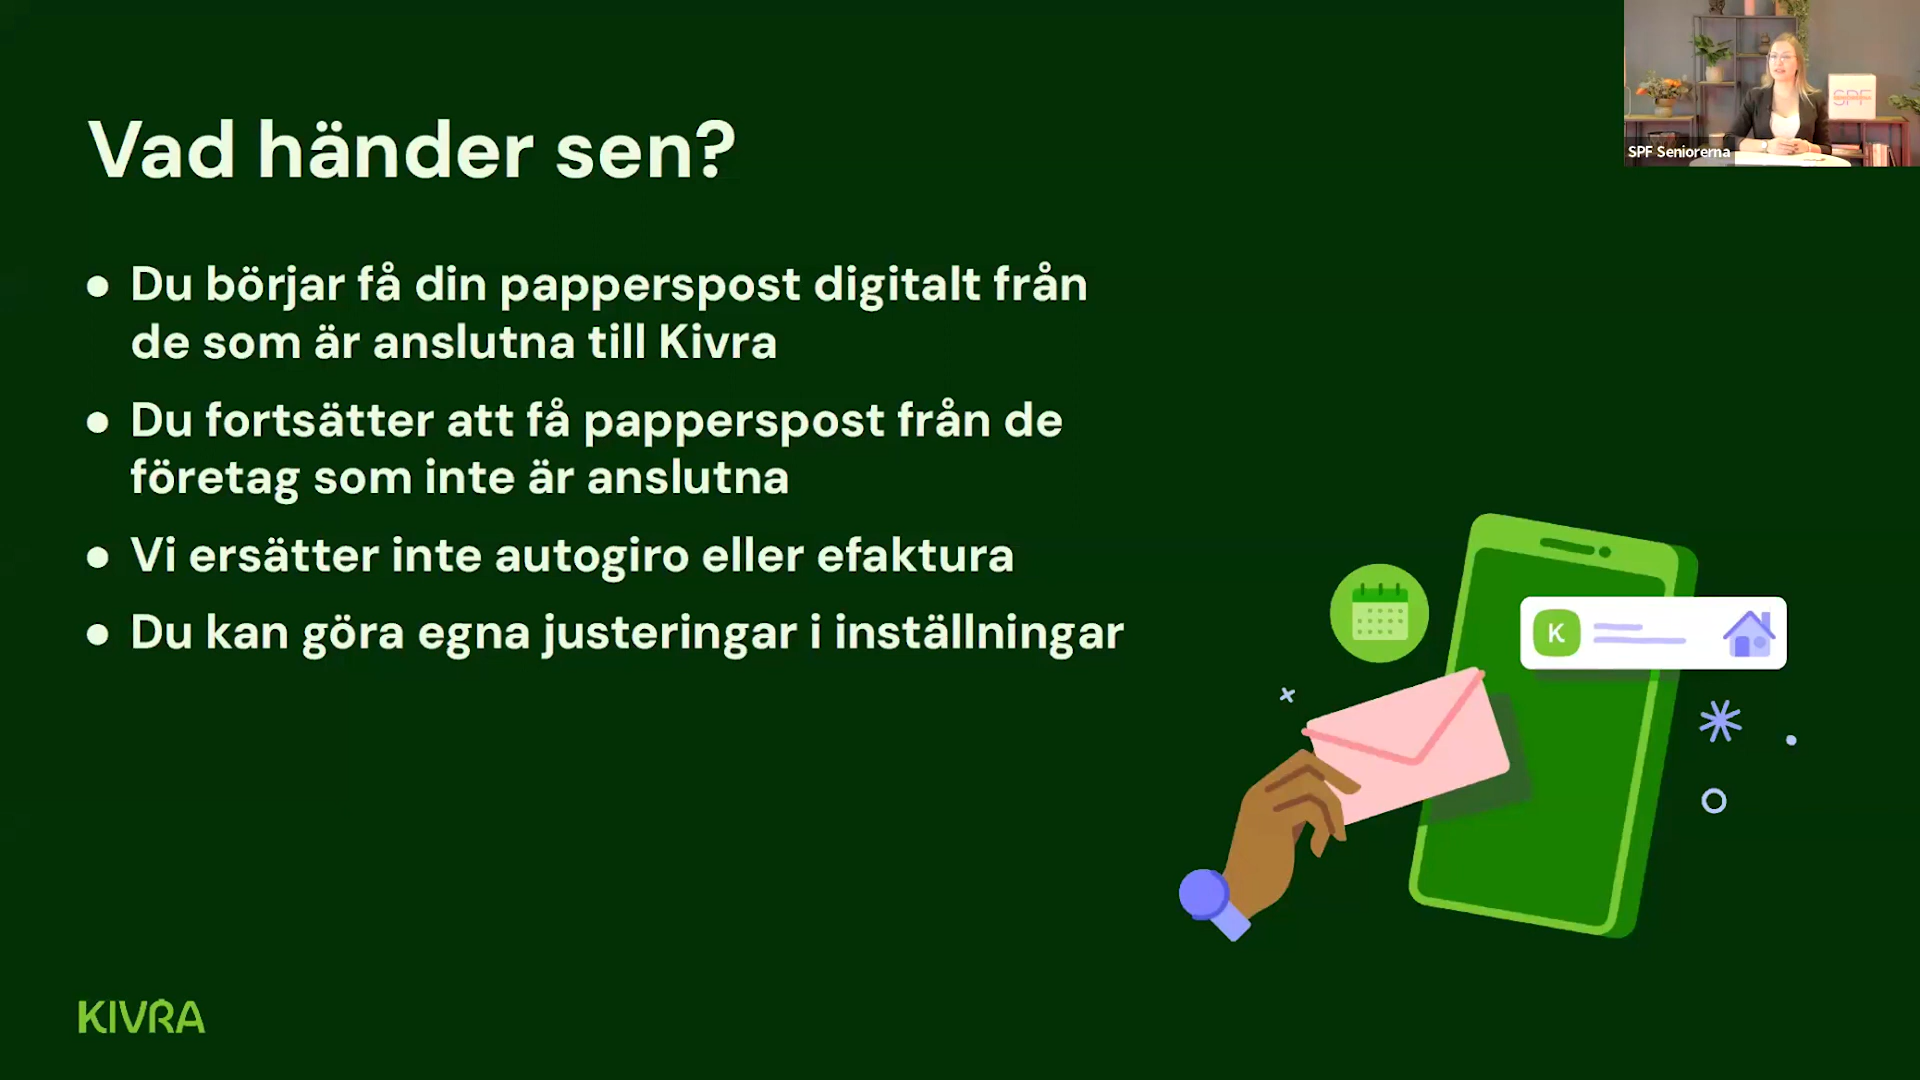 SPF
SPF Seniorerna
Vad händer sen?
● Du börjar få din papperspost digitalt från
de som är anslutna till Kivra
● Du fortsätter att få papperspost från de
företag som inte är anslutna
● Vi ersätter inte autogiro eller efaktura
● Du kan göra egna justeringar i inställningar
K
KIVRA